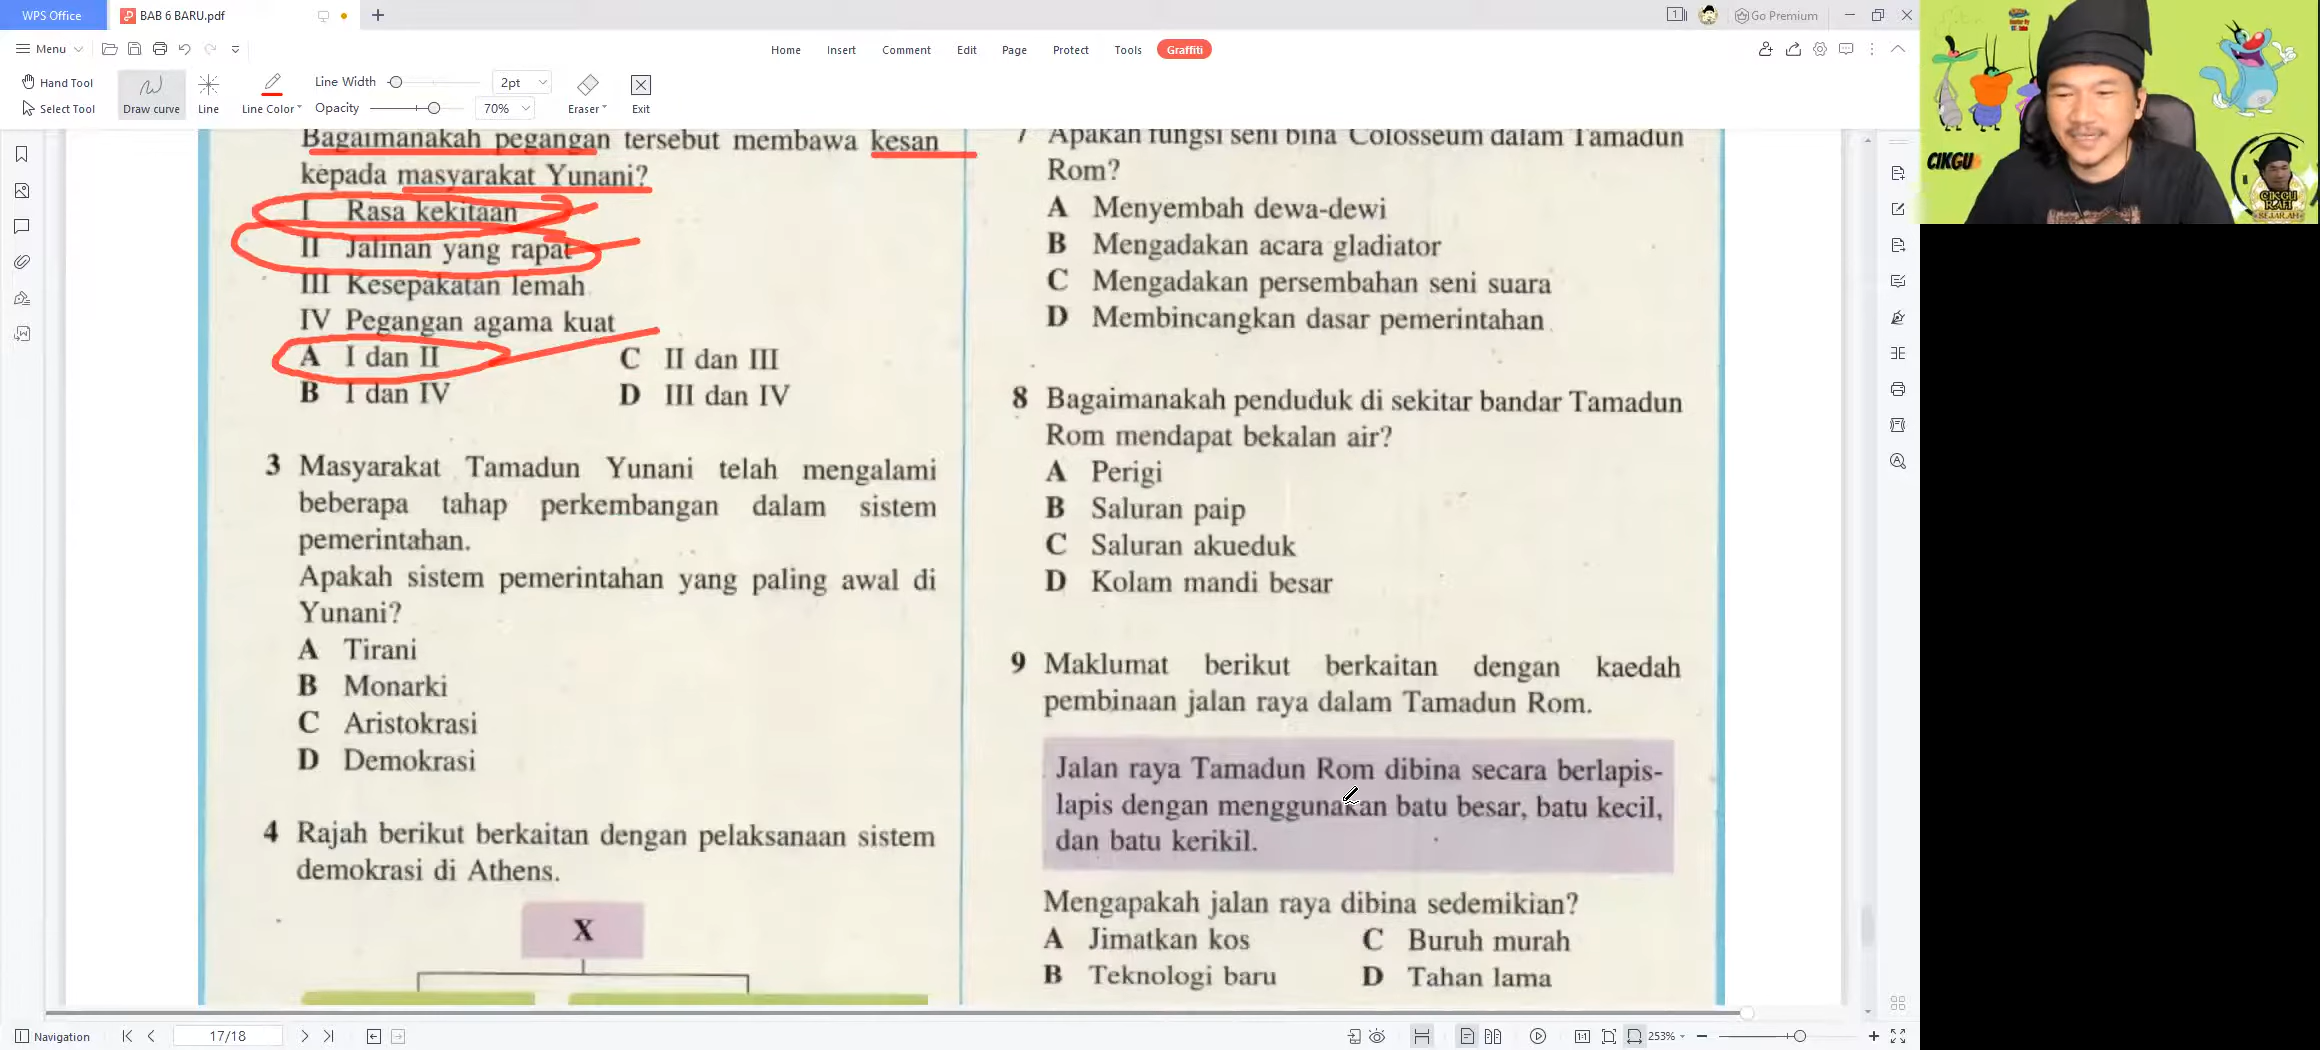 WPS Office
BAB 6 BARU.pdf
Go Premium
Menu
Home Insert Comment Edit Page Protect Tools Graffiti
Hand Tool
Select Tool
Draw curve
Line
Line Color
Line Width 2pt
Opacity 70%
Eraser
Exit
Bagaimanakah pegangan tersebut membawa kesan
kepada masyarakat Yunani?
I Rasa kekitaan
II Jalinan yang rapat
III Kesepakatan lemah
IV Pegangan agama kuat
A I dan II
C II dan III
B I dan IV
D III dan IV
3 Masyarakat Tamadun Yunani telah mengalami
beberapa tahap perkembangan dalam sistem
pemerintahan.
Apakah sistem pemerintahan yang paling awal di
Yunani?
A Tirani
B Monarki
C Aristokrasi
D Demokrasi
4 Rajah berikut berkaitan dengan pelaksanaan sistem
demokrasi di Athens.
X
7 Apakah fungsi seni bina Colosseum dalam Tamadun
Rom?
A Menyembah dewa-dewi
B Mengadakan acara gladiator
C Mengadakan persembahan seni suara
D Membincangkan dasar pemerintahan
8 Bagaimanakah penduduk di sekitar bandar Tamadun
Rom mendapat bekalan air?
A Perigi
B Saluran paip
C Saluran akueduk
D Kolam mandi besar
9 Maklumat berikut berkaitan dengan kaedah
pembinaan jalan raya dalam Tamadun Rom.
Jalan raya Tamadun Rom dibina secara berlapis-
lapis dengan menggunakan batu besar, batu kecil,
dan batu kerikil.
Mengapakah jalan raya dibina sedemikian?
A Jimatkan kos
C Buruh murah
B Teknologi baru
D Tahan lama
CIKGU
CIKGU
RAFI
SEJARAH
Navigation
17/18
253%